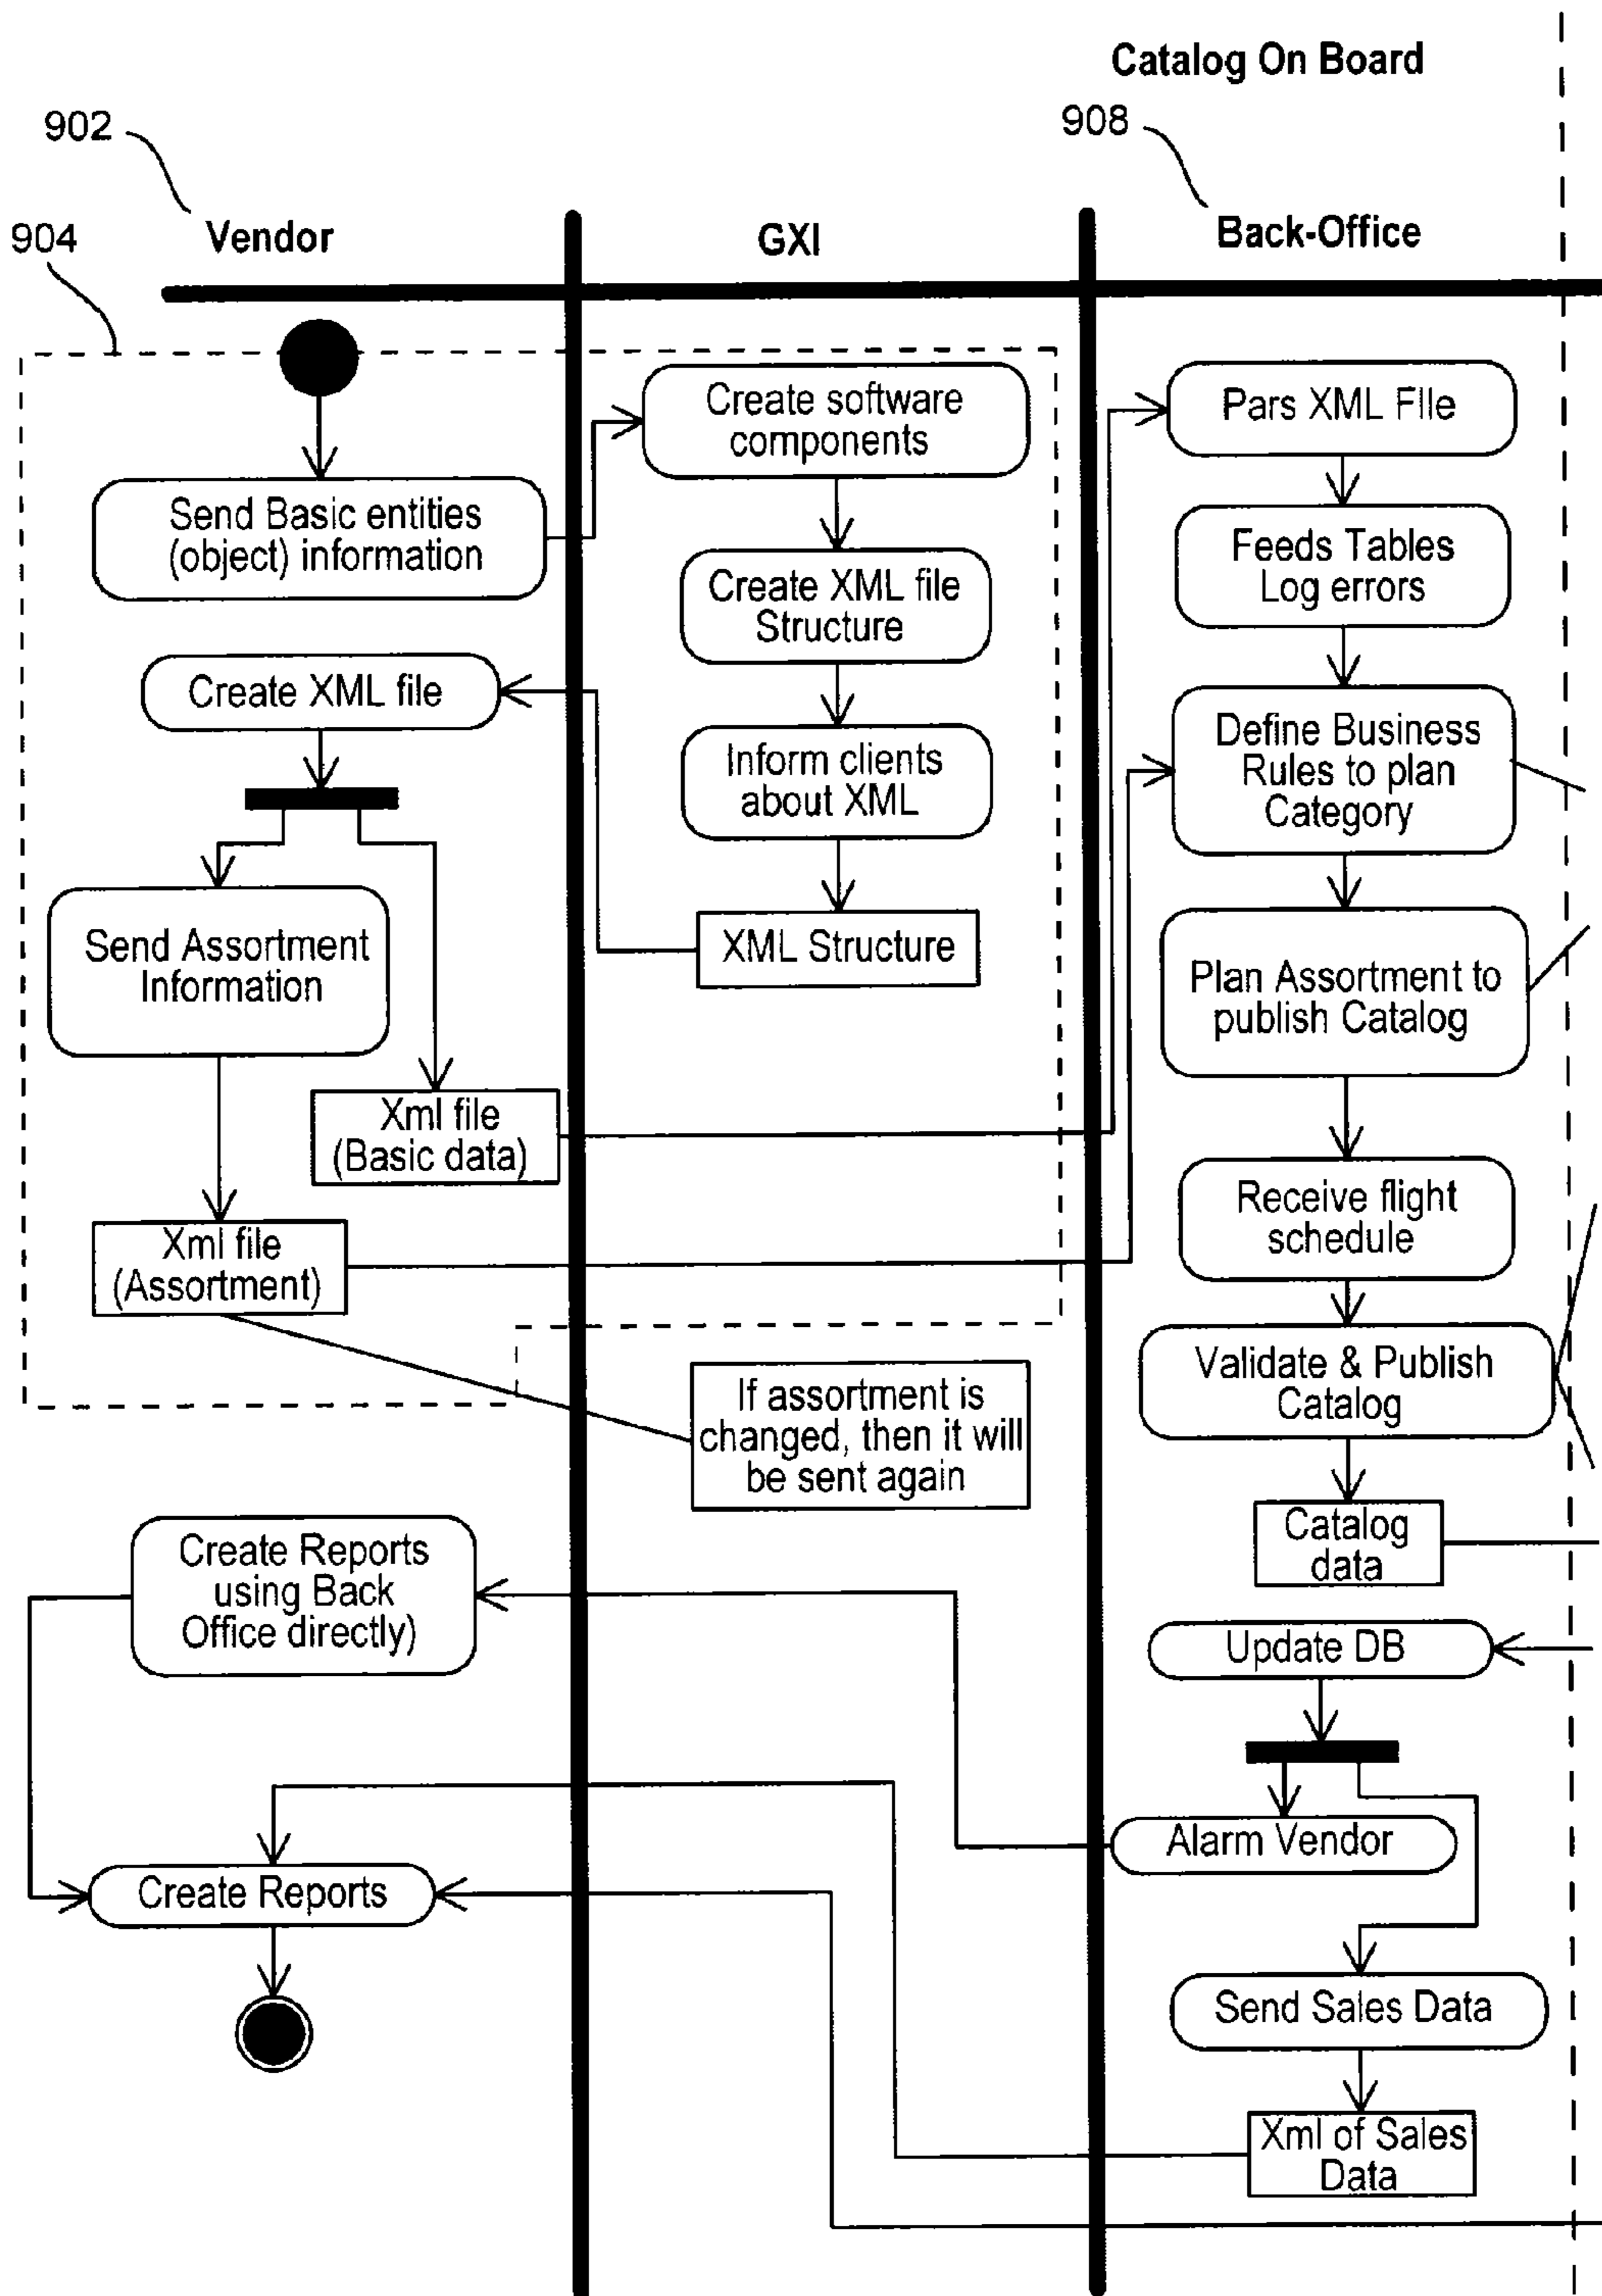 Catalog On Board
902
908
904
Vendor
GXI
Back-Office
Create software
components
Pars XML FIle
Send Basic entities
(object) information
Feeds Tables
Log errors
Create XML file
Structure
Create XML file
Define Business
Rules to plan
Category
Inform clients
about XML
Send Assortment
Information
XML Structure
Plan Assortment to
publish Catalog
Xml file
(Basic data)
Receive flight
schedule
Xml file
(Assortment)
Validate & Publish
Catalog
If assortment is
changed, then it will
be sent again
Catalog
data
Create Reports
using Back
Office directly)
Update DB
Alarm Vendor
Create Reports
Send Sales Data
Xml of Sales
Data